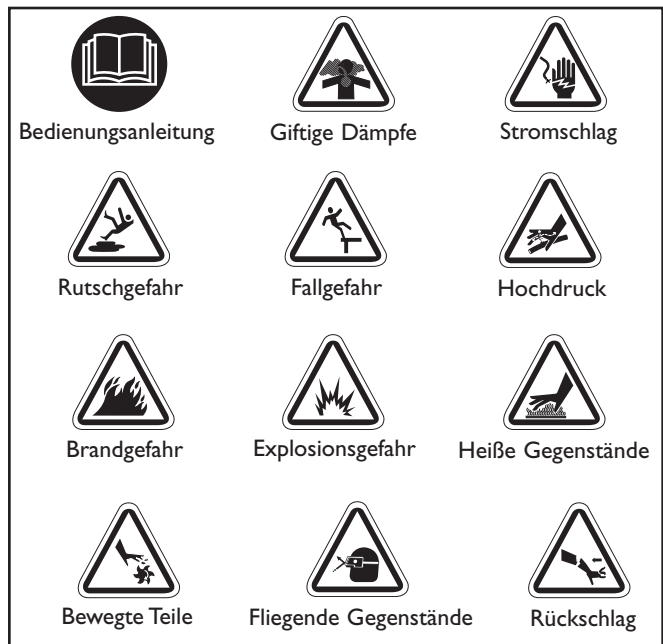 Bedienungsanleitung
Giftige Dämpfe
Stromschlag
Rutschgefahr
Fallgefahr
Hochdruck
Brandgefahr
Explosionsgefahr
Heiße Gegenstände
Bewegte Teile
Fliegende Gegenstände
Rückschlag